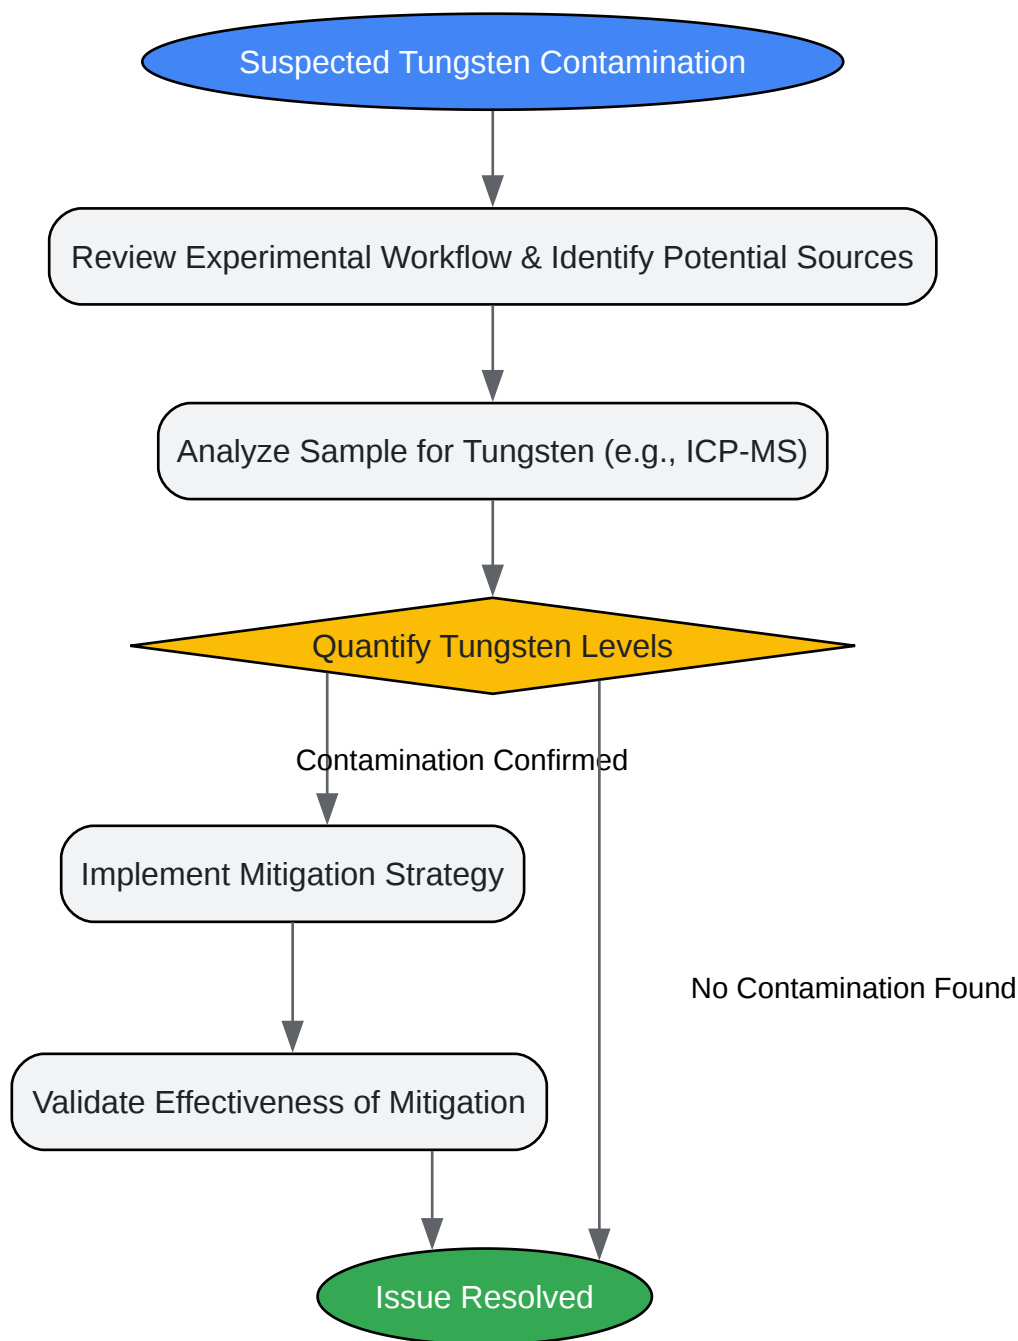 Suspected Tungsten Contamination
Review Experimental Workflow & Identify Potential Sources
Analyze Sample for Tungsten (e.g., ICP-MS)
Quantify Tungsten Levels
Contamination Confirmed
Implement Mitigation Strategy
No Contamination Found
Validate Effectiveness of Mitigation
Issue Resolved